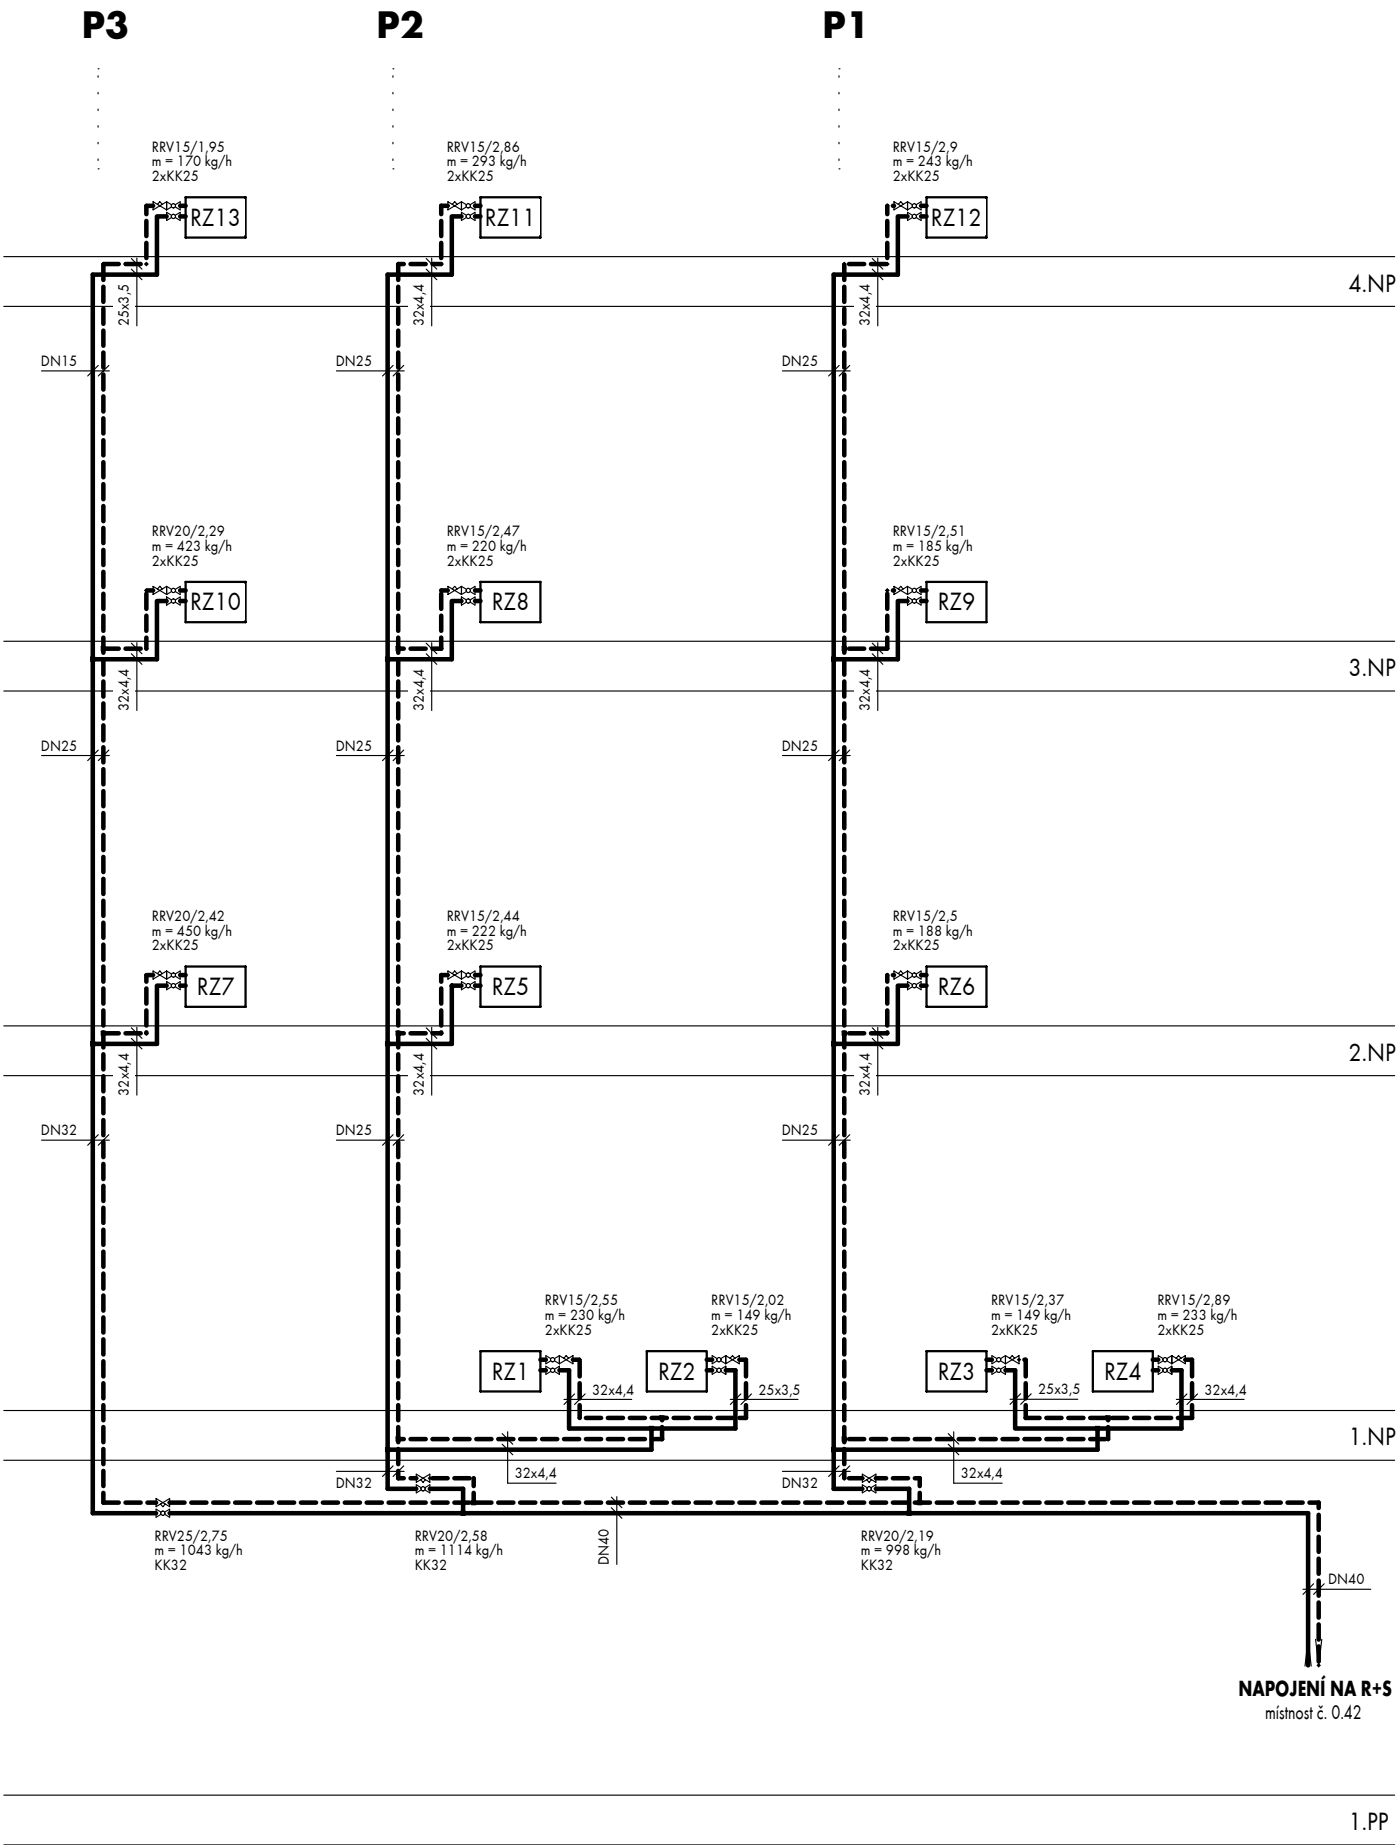 P3
P2
P1
RRV15/1,95
m = 170 kg/h
2xKK25
RZ13
RRV15/2,86
m = 293 kg/h
2xKK25
RZ11
RRV15/2,9
m = 243 kg/h
2xKK25
RZ12
4.NP
25x3,5
32x4,4
32x4,4
DN15
DN25
DN25
RRV20/2,29
m = 423 kg/h
2xKK25
RZ10
RRV15/2,47
m = 220 kg/h
2xKK25
RZ8
RRV15/2,51
m = 185 kg/h
2xKK25
RZ9
3.NP
32x4,4
32x4,4
32x4,4
DN25
DN25
DN25
RRV20/2,42
m = 450 kg/h
2xKK25
RZ7
RRV15/2,44
m = 222 kg/h
2xKK25
RZ5
RRV15/2,5
m = 188 kg/h
2xKK25
RZ6
2.NP
32x4,4
32x4,4
32x4,4
DN32
DN25
DN25
RRV15/2,55
m = 230 kg/h
2xKK25
RZ1
32x4,4
RRV15/2,02
m = 149 kg/h
2xKK25
RZ2
25x3,5
RRV15/2,37
m = 149 kg/h
2xKK25
RZ3
25x3,5
RRV15/2,89
m = 233 kg/h
2xKK25
RZ4
32x4,4
1.NP
DN32
32x4,4
DN32
32x4,4
RRV25/2,75
m = 1043 kg/h
KK32
RRV20/2,58
m = 1114 kg/h
KK32
DN40
RRV20/2,19
m = 998 kg/h
KK32
DN40
NAPOJENÍ NA R+S
místnost č. 0.42
1.PP